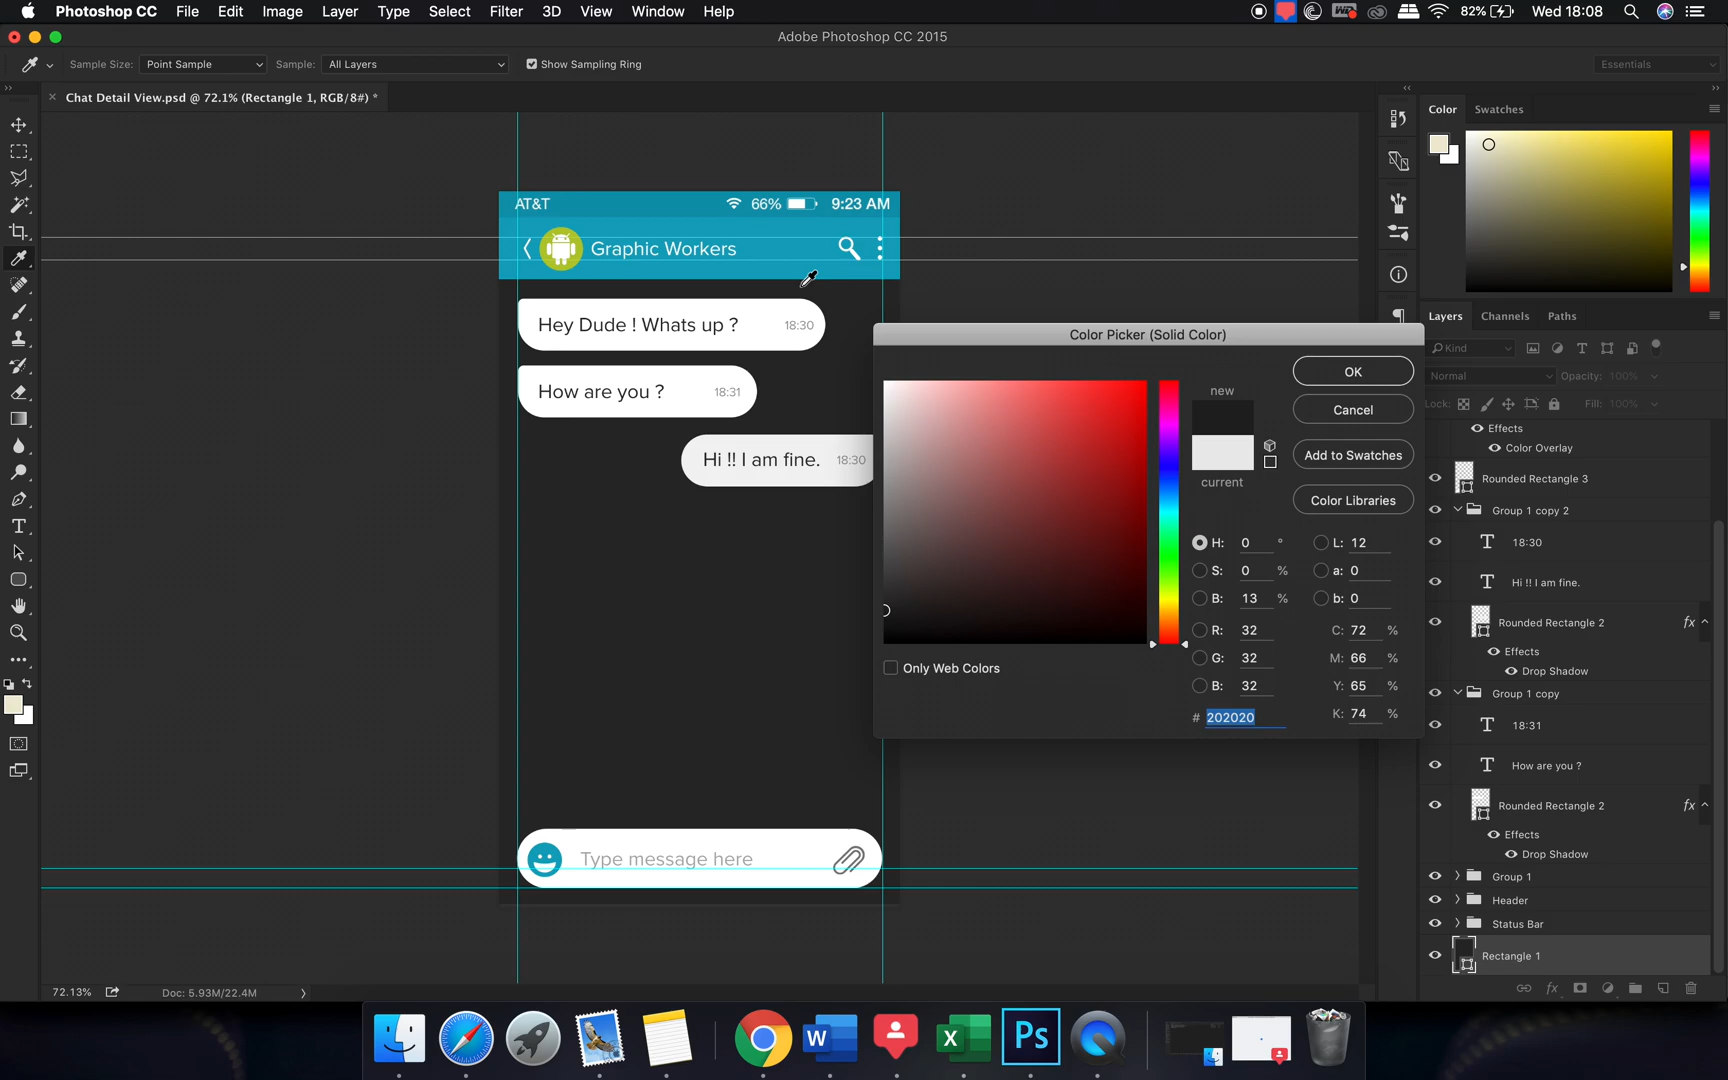 Photoshop CC File Edit Image Layer Type Select Filter 3D View Window Help 82% Wed 18:08
Adobe Photoshop CC 2015
Sample Size: Point Sample Sample: All Layers Show Sampling Ring Essentials
Chat Detail View.psd @ 72.1% (Rectangle 1, RGB/8#) *
Color Swatches
AT&T 66% 9:23 AM
Graphic Workers
Hey Dude ! Whats up ? 18:30
How are you ? 18:31
Hi !! I am fine. 18:30
Type message here
Color Picker (Solid Color)
new
current
OK
Cancel
Add to Swatches
Color Libraries
H: 0 ° L: 12
S: 0 % a: 0
B: 13 % b: 0
R: 32 C: 72 %
G: 32 M: 66 %
B: 32 Y: 65 %
# 202020 K: 74 %
Only Web Colors
Layers Channels Paths
Kind
Normal Opacity: 100%
Lock: Fill: 100%
Effects
Color Overlay
Rounded Rectangle 3
Group 1 copy 2
T 18:30
T Hi !! I am fine.
Rounded Rectangle 2 fx
Effects
Drop Shadow
Group 1 copy
T 18:31
T How are you ?
Rounded Rectangle 2 fx
Effects
Drop Shadow
Group 1
Header
Status Bar
Rectangle 1
fx
72.13% Doc: 5.93M/22.4M
W X Ps